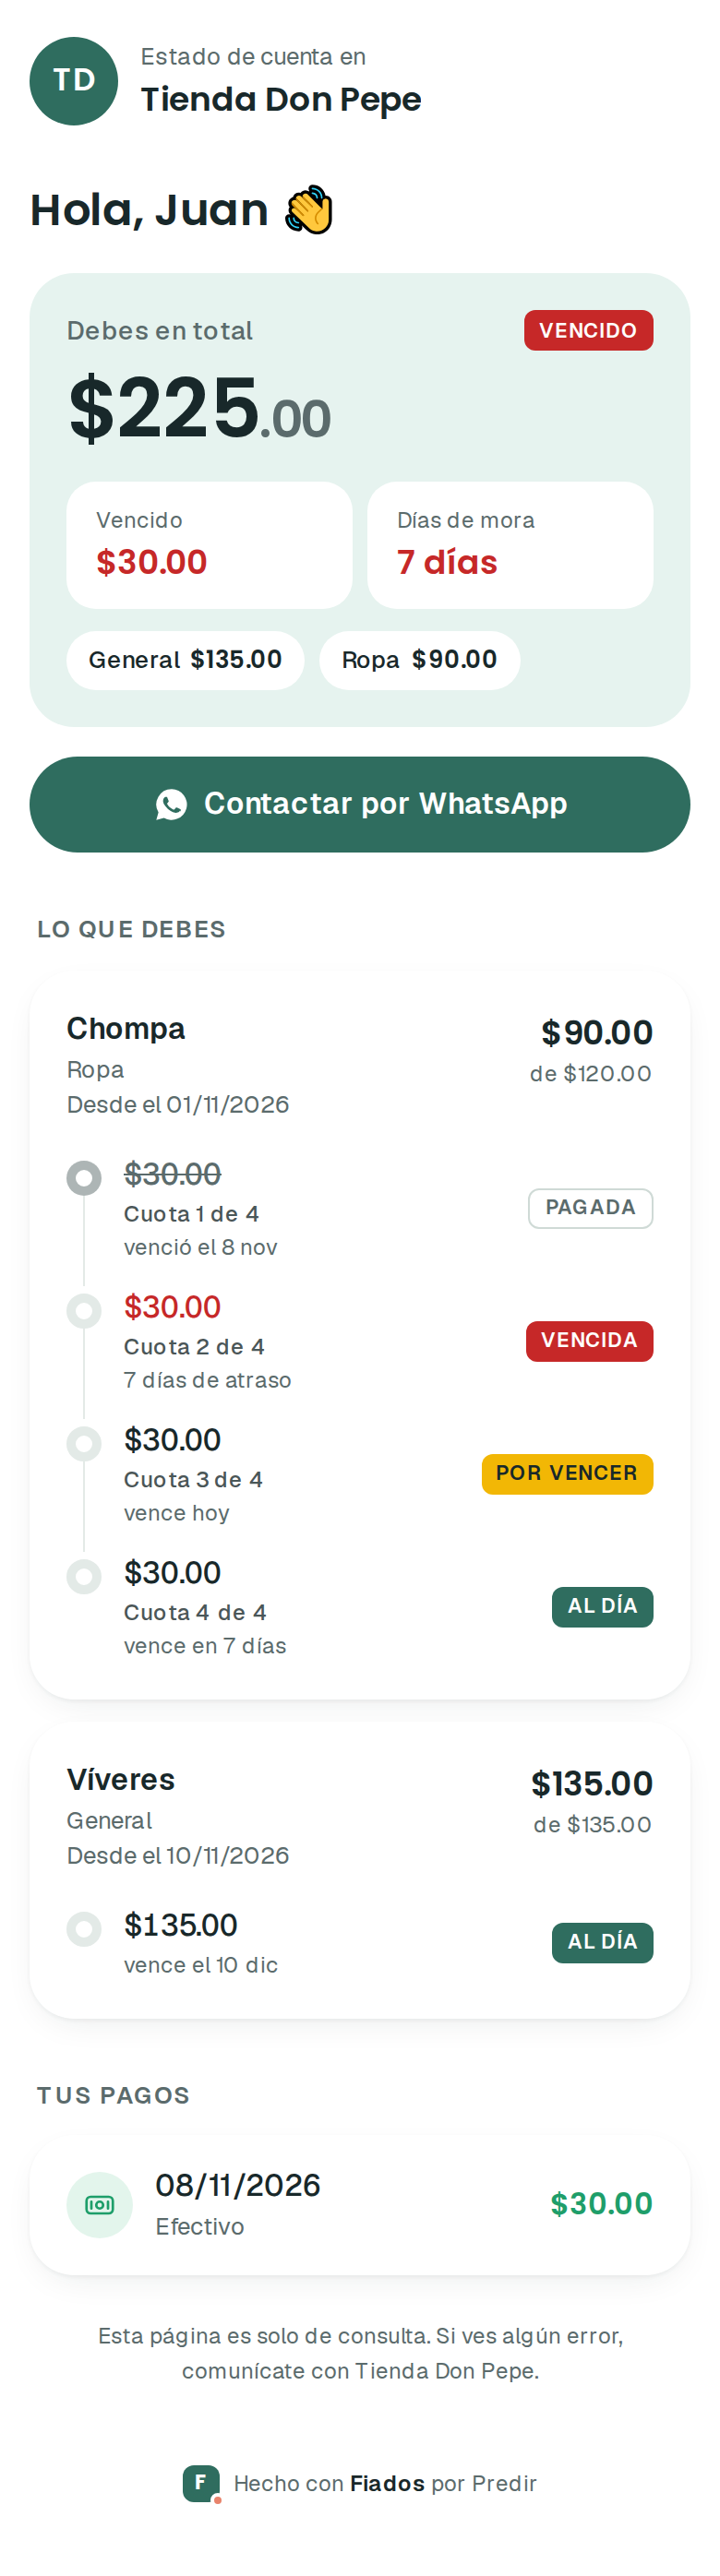 TD
Estado de cuenta en
Tienda Don Pepe
Hola, Juan 👋
Debes en total
VENCIDO
$225.00
Vencido
$30.00
Días de mora
7 días
General $135.00
Ropa $90.00
Contactar por WhatsApp
LO QUE DEBES
Chompa
$90.00
Ropa
de $120.00
Desde el 01/11/2026
$30.00
Cuota 1 de 4
PAGADA
venció el 8 nov
$30.00
Cuota 2 de 4
VENCIDA
7 días de atraso
$30.00
Cuota 3 de 4
POR VENCER
vence hoy
$30.00
Cuota 4 de 4
AL DÍA
vence en 7 días
Víveres
$135.00
General
de $135.00
Desde el 10/11/2026
$135.00
AL DÍA
vence el 10 dic
TUS PAGOS
08/11/2026
$30.00
Efectivo
Esta página es solo de consulta. Si ves algún error,
comunícate con Tienda Don Pepe.
F
Hecho con Fiados por Predir